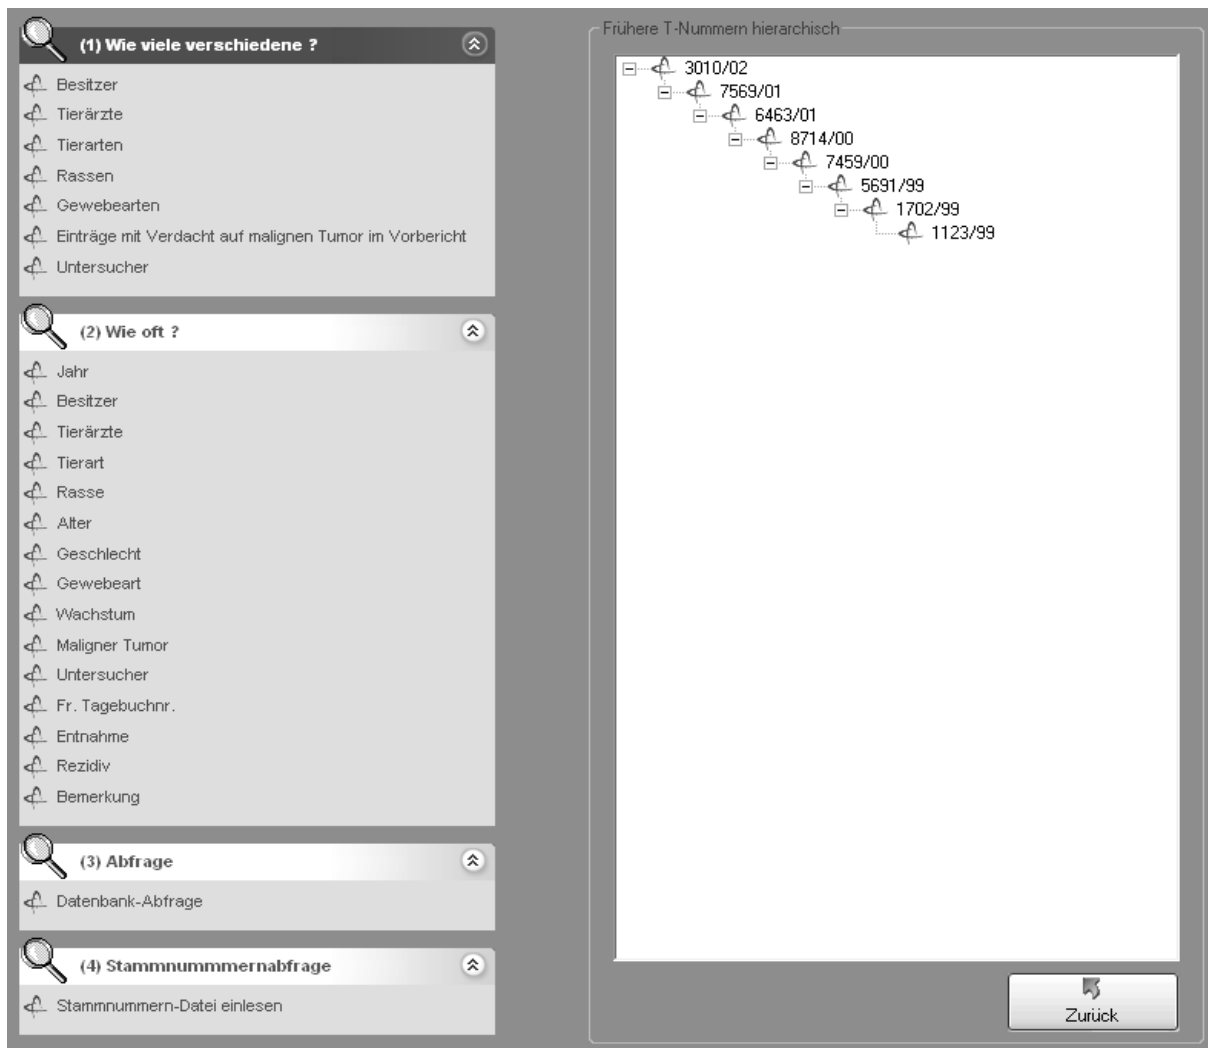 (1) Wie viele verschiedene ?
Besitzer
Tierärzte
Tierarten
Rassen
Gewebearten
Einträge mit Verdacht auf malignen Tumor im Vorbericht
Untersucher
(2) Wie oft ?
Jahr
Besitzer
Tierärzte
Tierart
Rasse
Alter
Geschlecht
Gewebeart
Wachstum
Maligner Tumor
Untersucher
Fr. Tagebuchnr.
Entnahme
Rezidiv
Bemerkung
(3) Abfrage
Datenbank-Abfrage
(4) Stammnummmernabfrage
Stammnummern-Datei einlesen
Frühere T-Nummern hierarchisch
3010/02
7569/01
6463/01
8714/00
7459/00
5691/99
1702/99
1123/99
Zurück